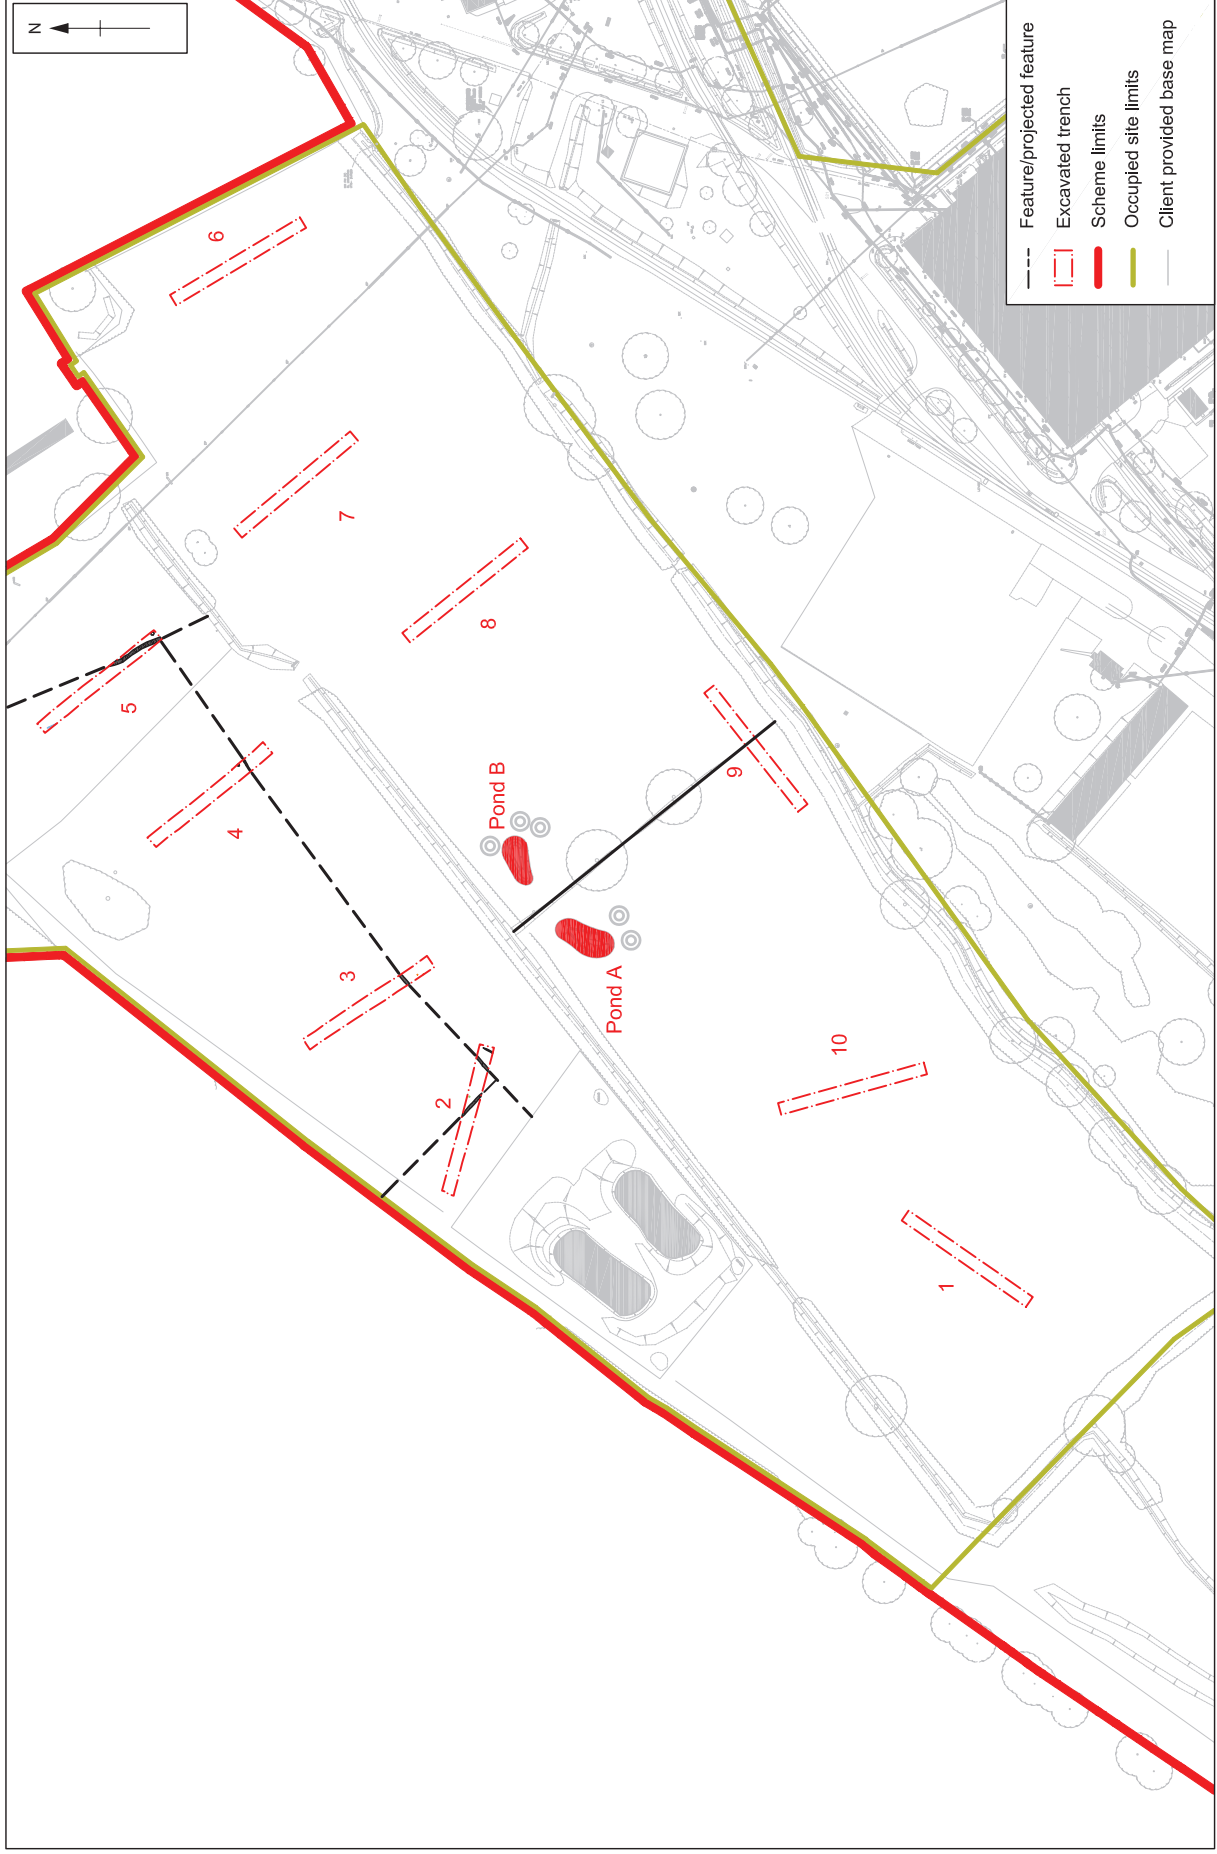 N
6
7
8
5
4
3
2
9
Pond B
Pond A
10
1
Feature/projected feature
Excavated trench
Scheme limits
Occupied site limits
Client provided base map